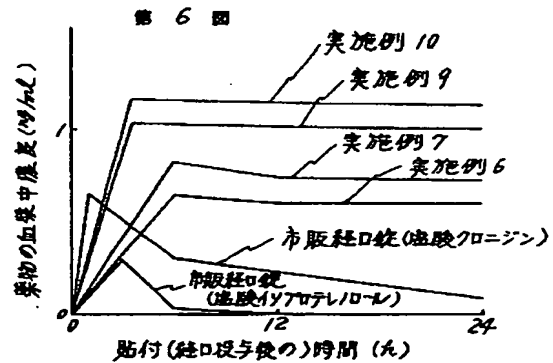 第 6 図
実施例10
実施例9
実施例7
実施例6
市販経口錠(塩酸クロニジン)
市販経口錠
(塩酸イソプロテレノール)
薬物の血漿中濃度(ng/ml)
1
0
0
12
24
貼付(経口投与後の)時間(h)